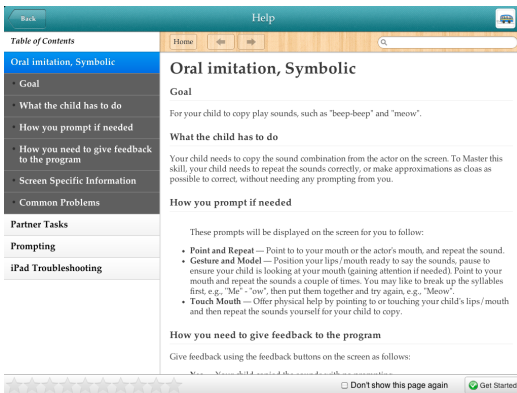 Back
Help
Table of Contents
Home
Oral imitation, Symbolic
Goal
What the child has to do
How you prompt if needed
How you need to give feedback
to the program
Screen Specific Information
Common Problems
Partner Tasks
Prompting
iPad Troubleshooting
Oral imitation, Symbolic
Goal
For your child to copy play sounds, such as "beep-beep" and "meow".
What the child has to do
Your child needs to copy the sound combination from the actor on the screen. To Master this
skill, your child needs to repeat the sounds correctly, or make approximations as cloas as
possible to correct, without needing any prompting from you.
How you prompt if needed
These prompts will be displayed on the screen for you to follow:
• Point and Repeat — Point to to your mouth or the actor's mouth, and repeat the sound.
• Gesture and Model — Position your lips/mouth ready to say the sounds, pause to
ensure your child is looking at your mouth (gaining attention if needed). Point to your
mouth and repeat the sounds a couple of times. You may like to break up the syllables
first, e.g., "Me" - "ow", then put them together and try again, e.g., "Meow".
• Touch Mouth — Offer physical help by pointing to or touching your child's lips/mouth
and then repeat the sounds yourself for your child to copy.
How you need to give feedback to the program
Give feedback using the feedback buttons on the screen as follows:
Don't show this page again
Get Started